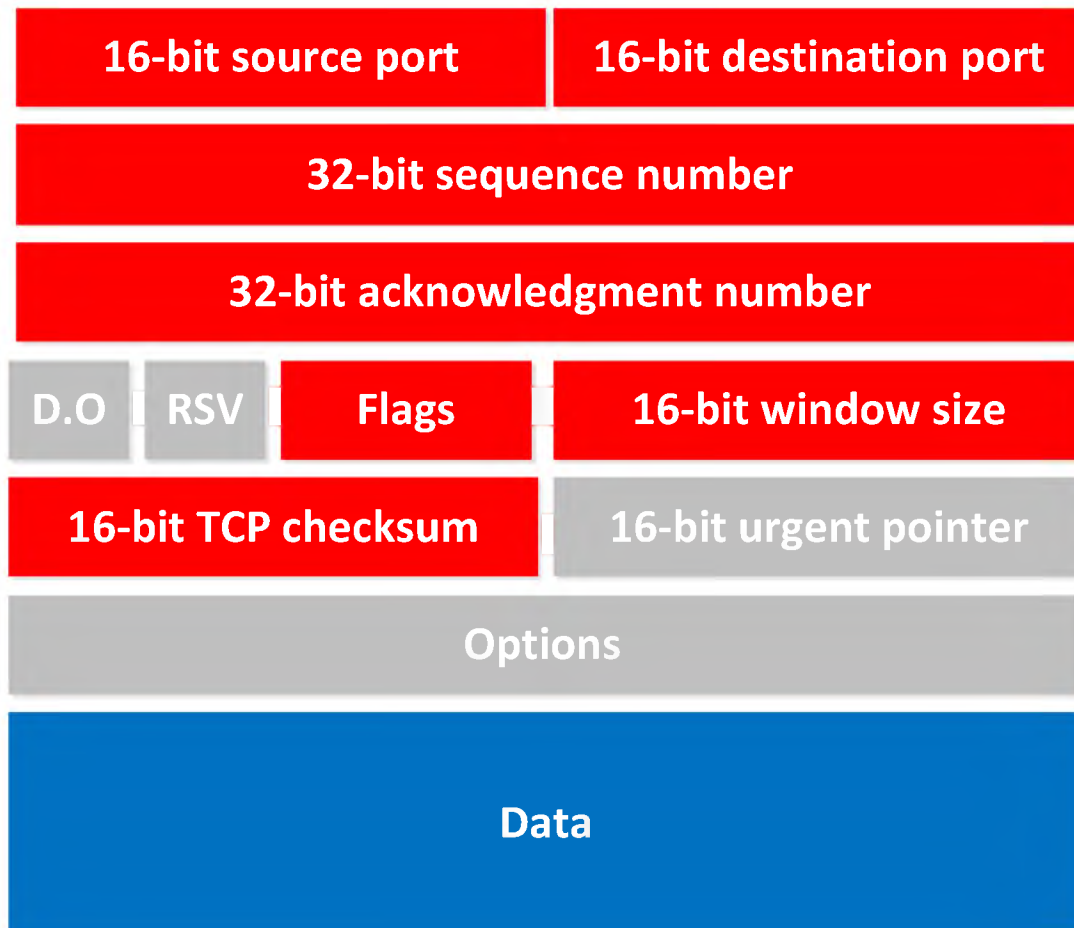 16-bit source port
16-bit destination port
32-bit sequence number
32-bit acknowledgment number
D.O
RSV
Flags
16-bit window size
16-bit TCP checksum
16-bit urgent pointer
Options
Data